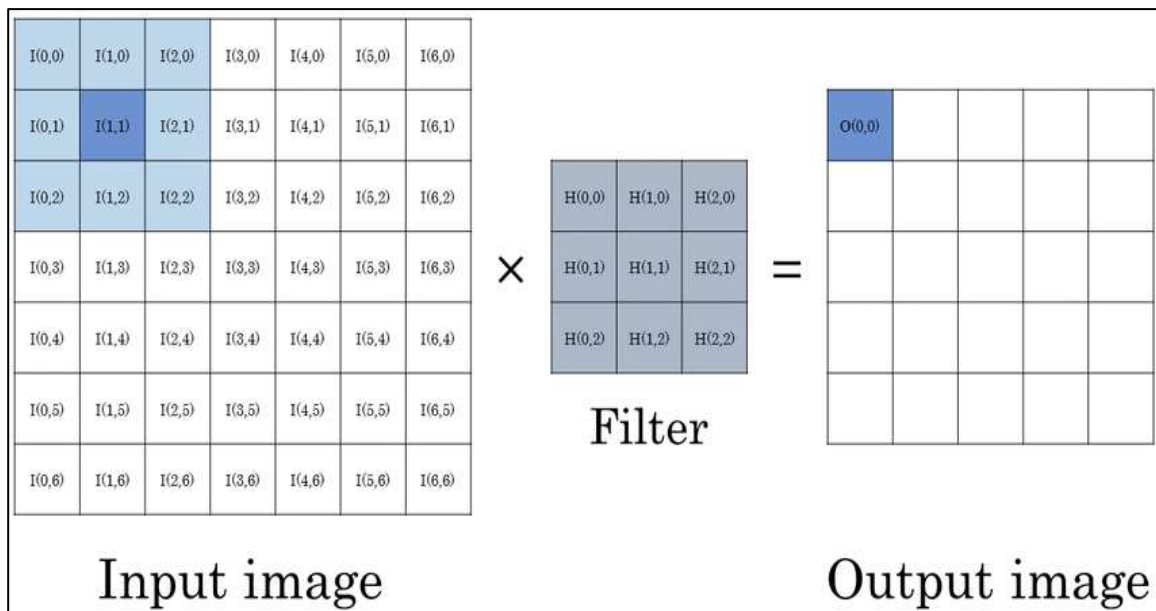 I(0,0) I(1,0) I(2,0) I(3,0) I(4,0) I(5,0) I(6,0)
I(0,1) I(1,1) I(2,1) I(3,1) I(4,1) I(5,1) I(6,1)
I(0,2) I(1,2) I(2,2) I(3,2) I(4,2) I(5,2) I(6,2)
I(0,3) I(1,3) I(2,3) I(3,3) I(4,3) I(5,3) I(6,3)
I(0,4) I(1,4) I(2,4) I(3,4) I(4,4) I(5,4) I(6,4)
I(0,5) I(1,5) I(2,5) I(3,5) I(4,5) I(5,5) I(6,5)
I(0,6) I(1,6) I(2,6) I(3,6) I(4,6) I(5,6) I(6,6)
Input image
×
H(0,0) H(1,0) H(2,0)
H(0,1) H(1,1) H(2,1)
H(0,2) H(1,2) H(2,2)
Filter
=
O(0,0)
Output image